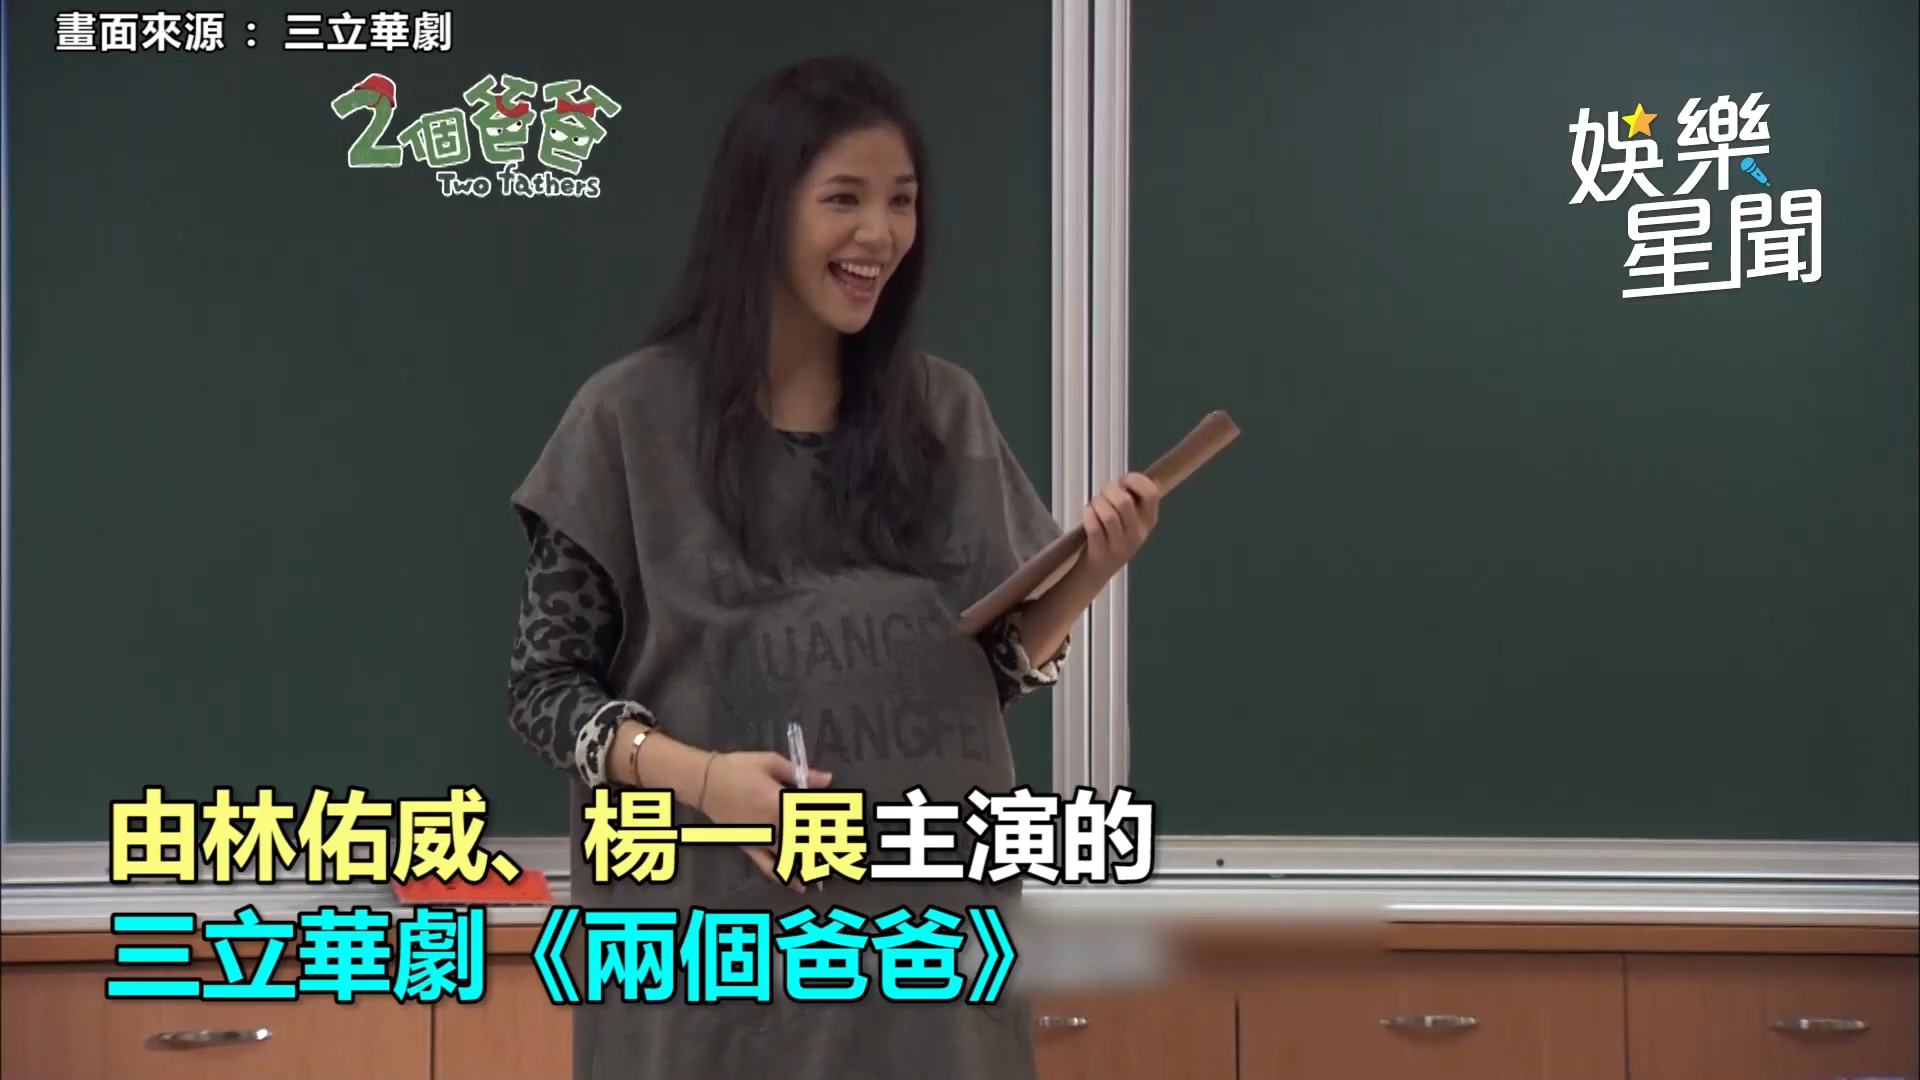 畫面來源 : 三立華劇
2個爸爸
Two fathers
娛樂
星聞
HUANGFEI
由林佑威、楊一展主演的
三立華劇《兩個爸爸》